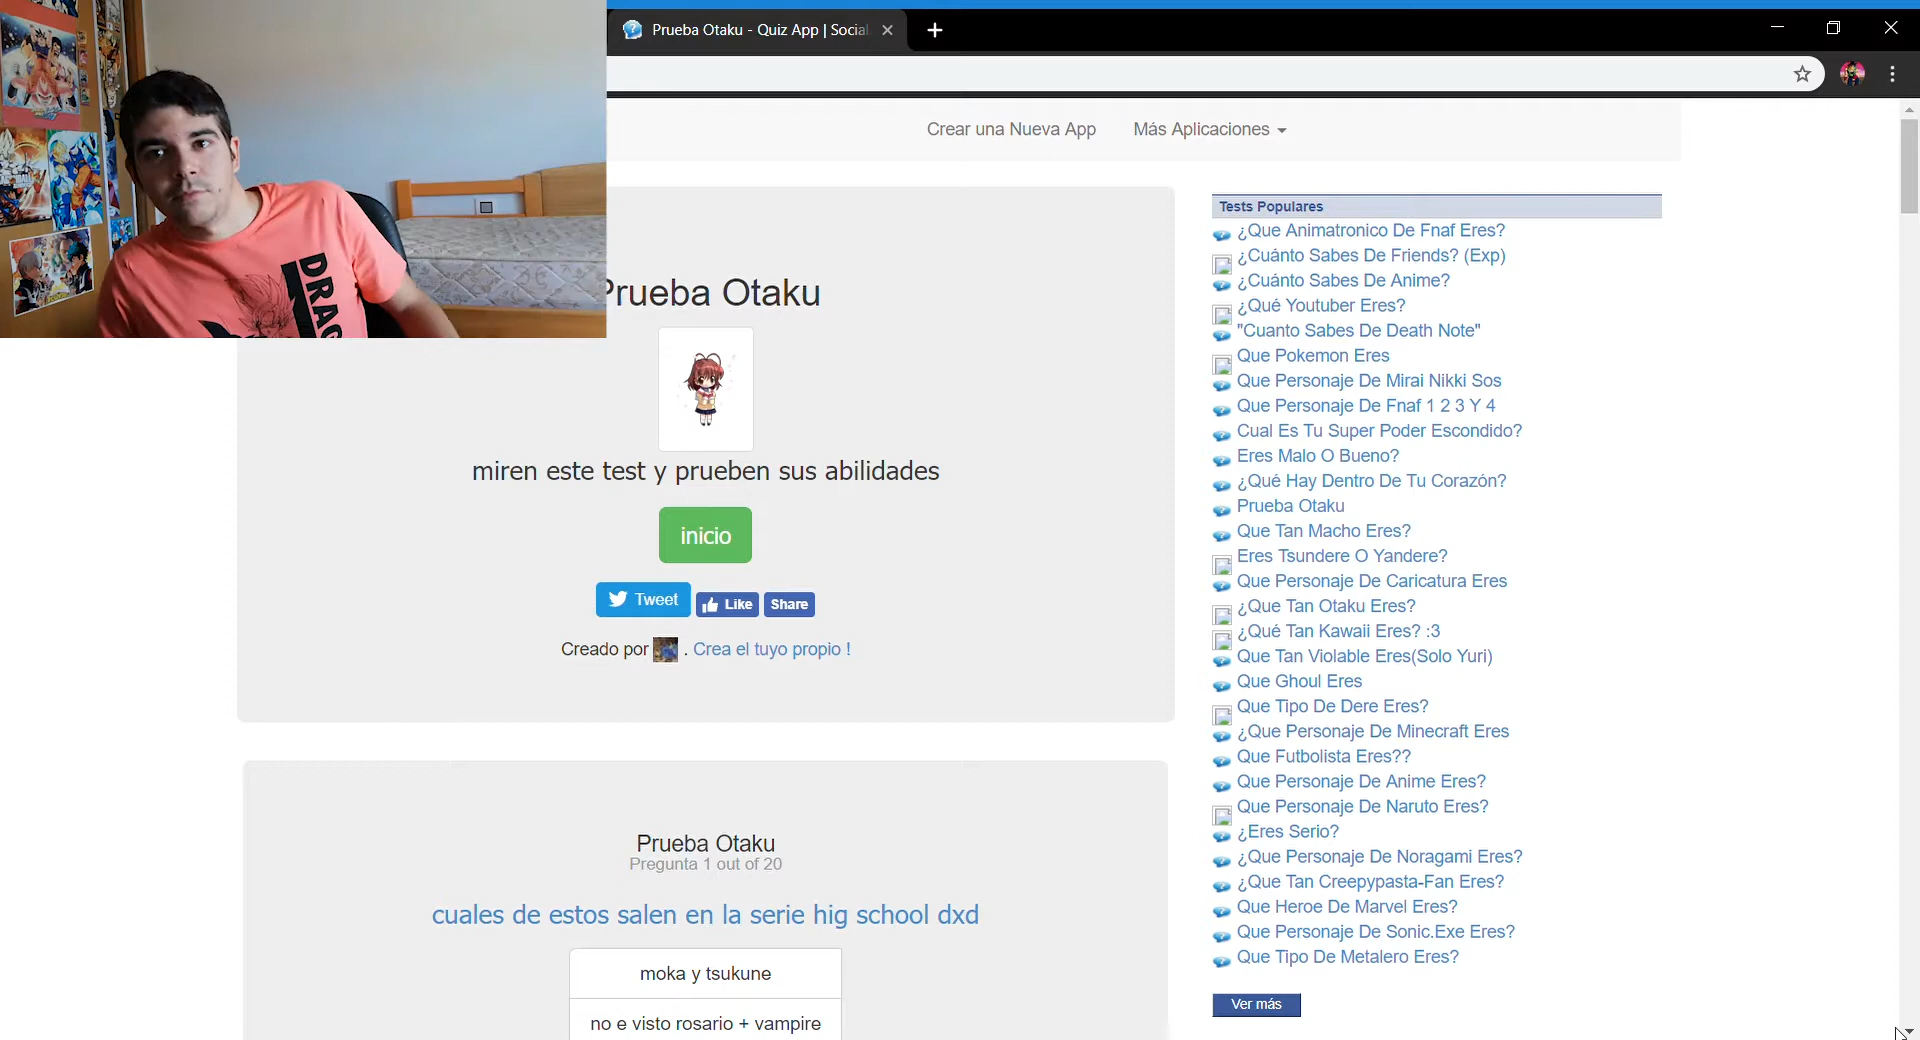 Prueba Otaku - Quiz App | Social
Crear una Nueva App
Más Aplicaciones
DRAG
Prueba Otaku
miren este test y prueben sus abilidades
inicio
Tweet
Like
Share
Creado por . Crea el tuyo propio !
Prueba Otaku
Pregunta 1 out of 20
cuales de estos salen en la serie hig school dxd
moka y tsukune
no e visto rosario + vampire
Tests Populares
¿Que Animatronico De Fnaf Eres?
¿Cuánto Sabes De Friends? (Exp)
¿Cuánto Sabes De Anime?
¿Qué Youtuber Eres?
"Cuanto Sabes De Death Note"
Que Pokemon Eres
Que Personaje De Mirai Nikki Sos
Que Personaje De Fnaf 1 2 3 Y 4
Cual Es Tu Super Poder Escondido?
Eres Malo O Bueno?
¿Qué Hay Dentro De Tu Corazón?
Prueba Otaku
Que Tan Macho Eres?
Eres Tsundere O Yandere?
Que Personaje De Caricatura Eres
¿Que Tan Otaku Eres?
¿Qué Tan Kawaii Eres? :3
Que Tan Violable Eres(Solo Yuri)
Que Ghoul Eres
Que Tipo De Dere Eres?
¿Que Personaje De Minecraft Eres
Que Futbolista Eres??
Que Personaje De Anime Eres?
Que Personaje De Naruto Eres?
¿Eres Serio?
¿Que Personaje De Noragami Eres?
¿Que Tan Creepypasta-Fan Eres?
Que Heroe De Marvel Eres?
Que Personaje De Sonic.Exe Eres?
Que Tipo De Metalero Eres?
Ver más